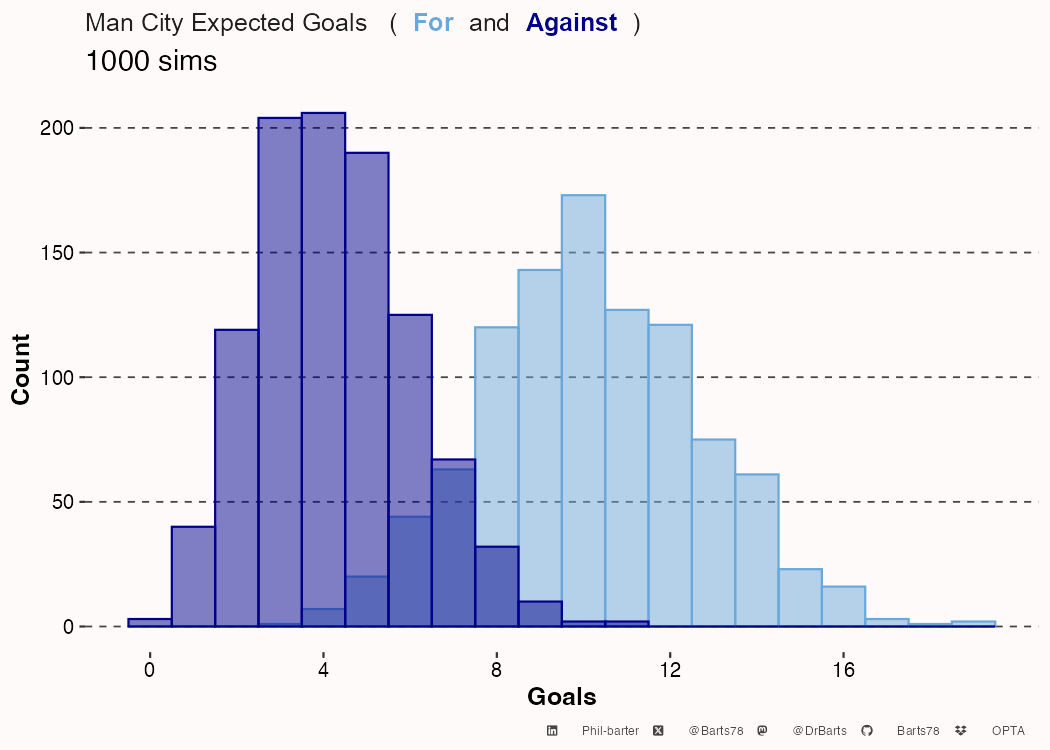 Man City Expected Goals ( For and Against )
1000 sims
200
150
100
50
0
Count
0 4 8 12 16
Goals
Phil-barter @Barts78 @DrBarts Barts78 OPTA